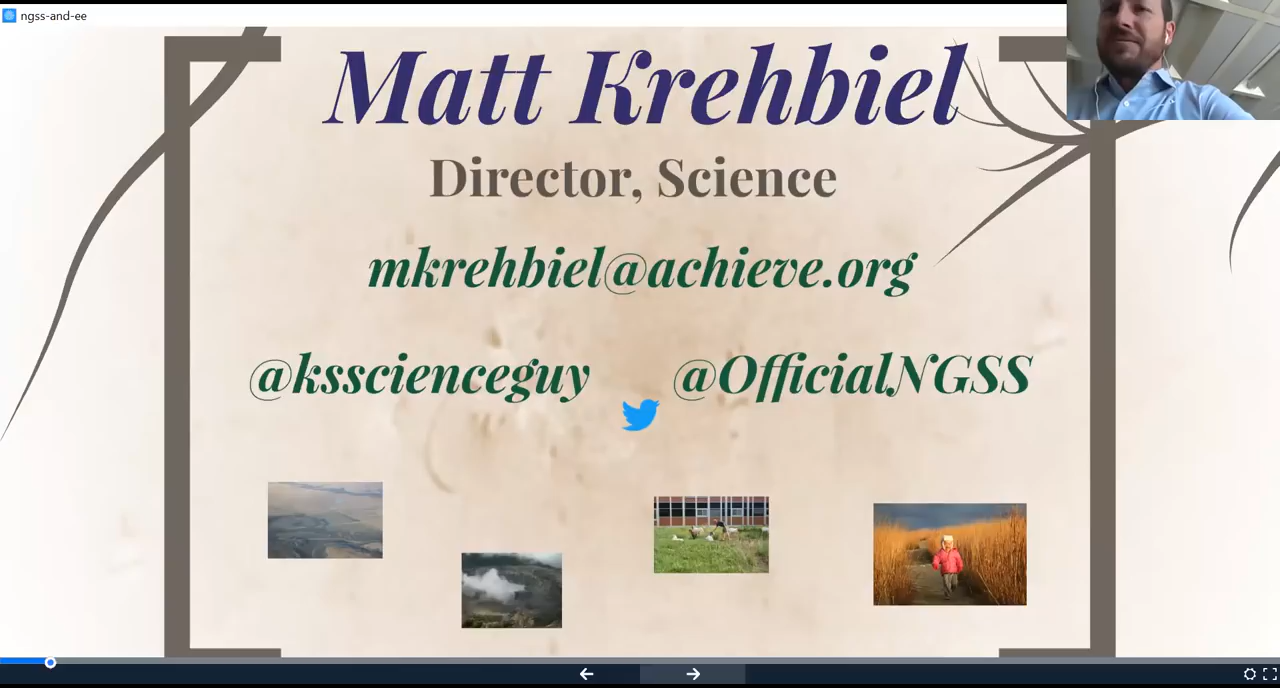 ngss-and-ee
Matt Krehbiel
Director, Science
mkrehbiel@achieve.org
@ksscienceguy @OfficialNGSS